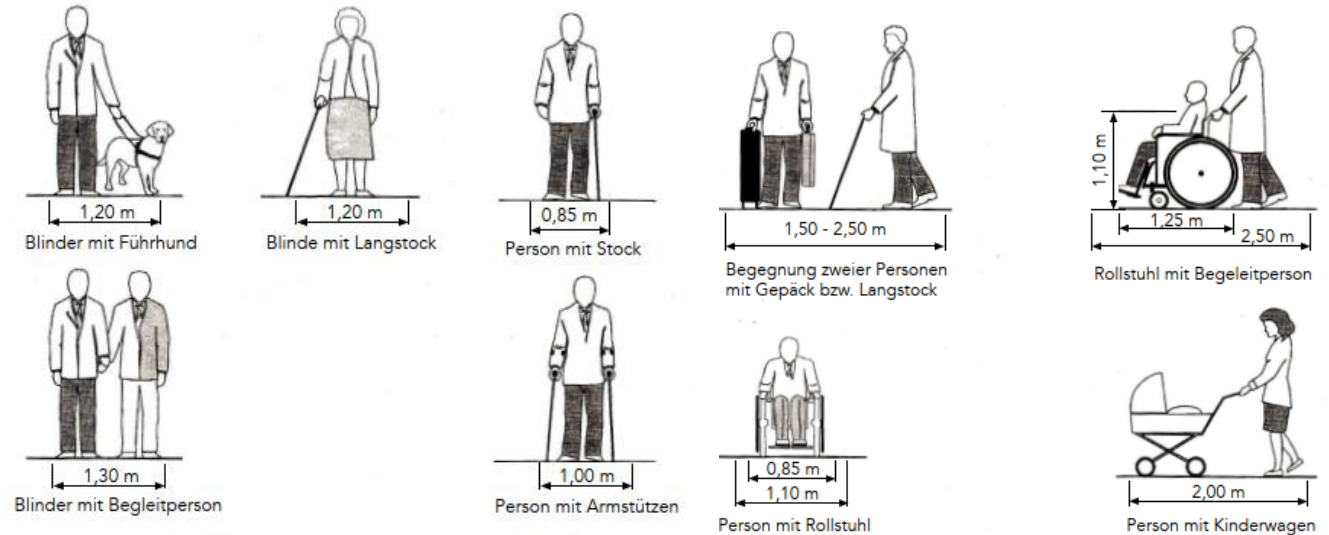 1,20 m
Blinder mit Führhund
1,20 m
Blinde mit Langstock
0,85 m
Person mit Stock
1,50 - 2,50 m
Begegnung zweier Personen
mit Gepäck bzw. Langstock
1,10 m
1,25 m
2,50 m
Rollstuhl mit Begeleitperson
1,30 m
Blinder mit Begleitperson
1,00 m
Person mit Armstützen
0,85 m
1,10 m
Person mit Rollstuhl
2,00 m
Person mit Kinderwagen